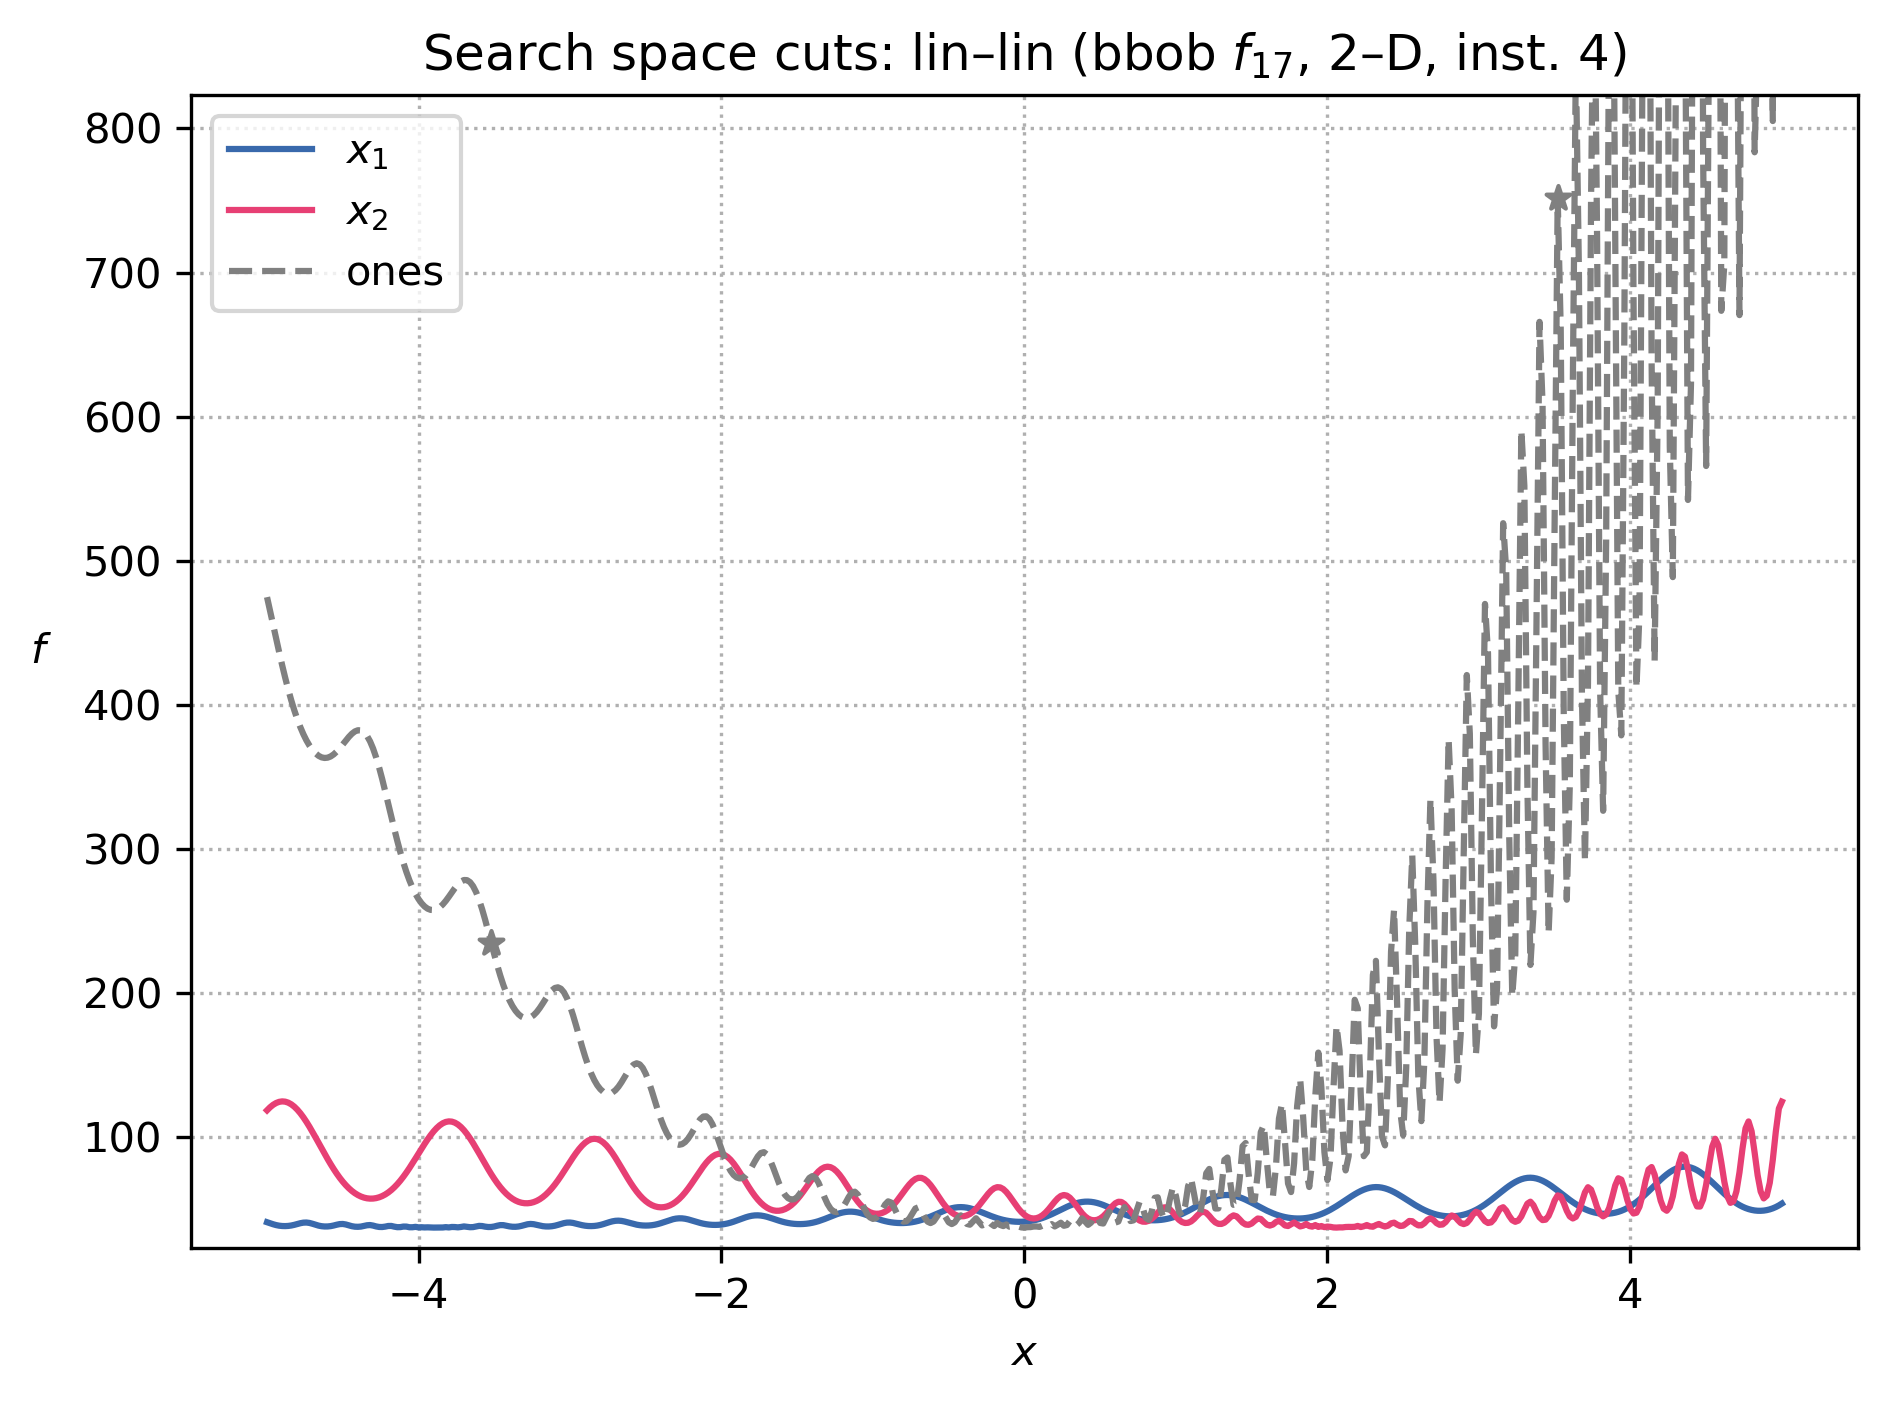 Search space cuts: lin–lin (bbob f₁₇, 2–D, inst. 4)
x₁
x₂
ones
800
700
600
500
400
300
200
100
f
−4
−2
0
2
4
x